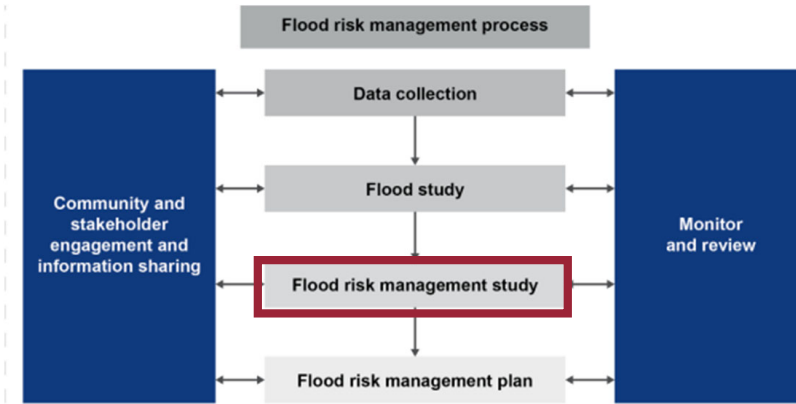 Flood risk management process
Data collection
Flood study
Community and
stakeholder
engagement and
information sharing
Monitor
and review
Flood risk management study
Flood risk management plan